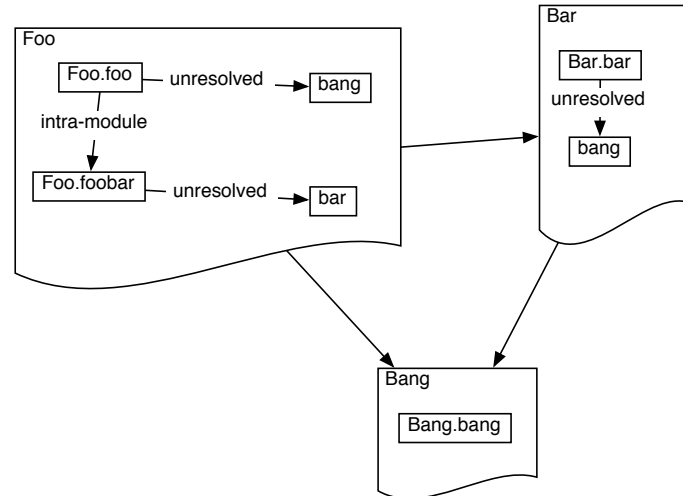 Foo
Foo.foo
unresolved
bang
intra-module
Foo.foobar
unresolved
bar
Bar
Bar.bar
unresolved
bang
Bang
Bang.bang